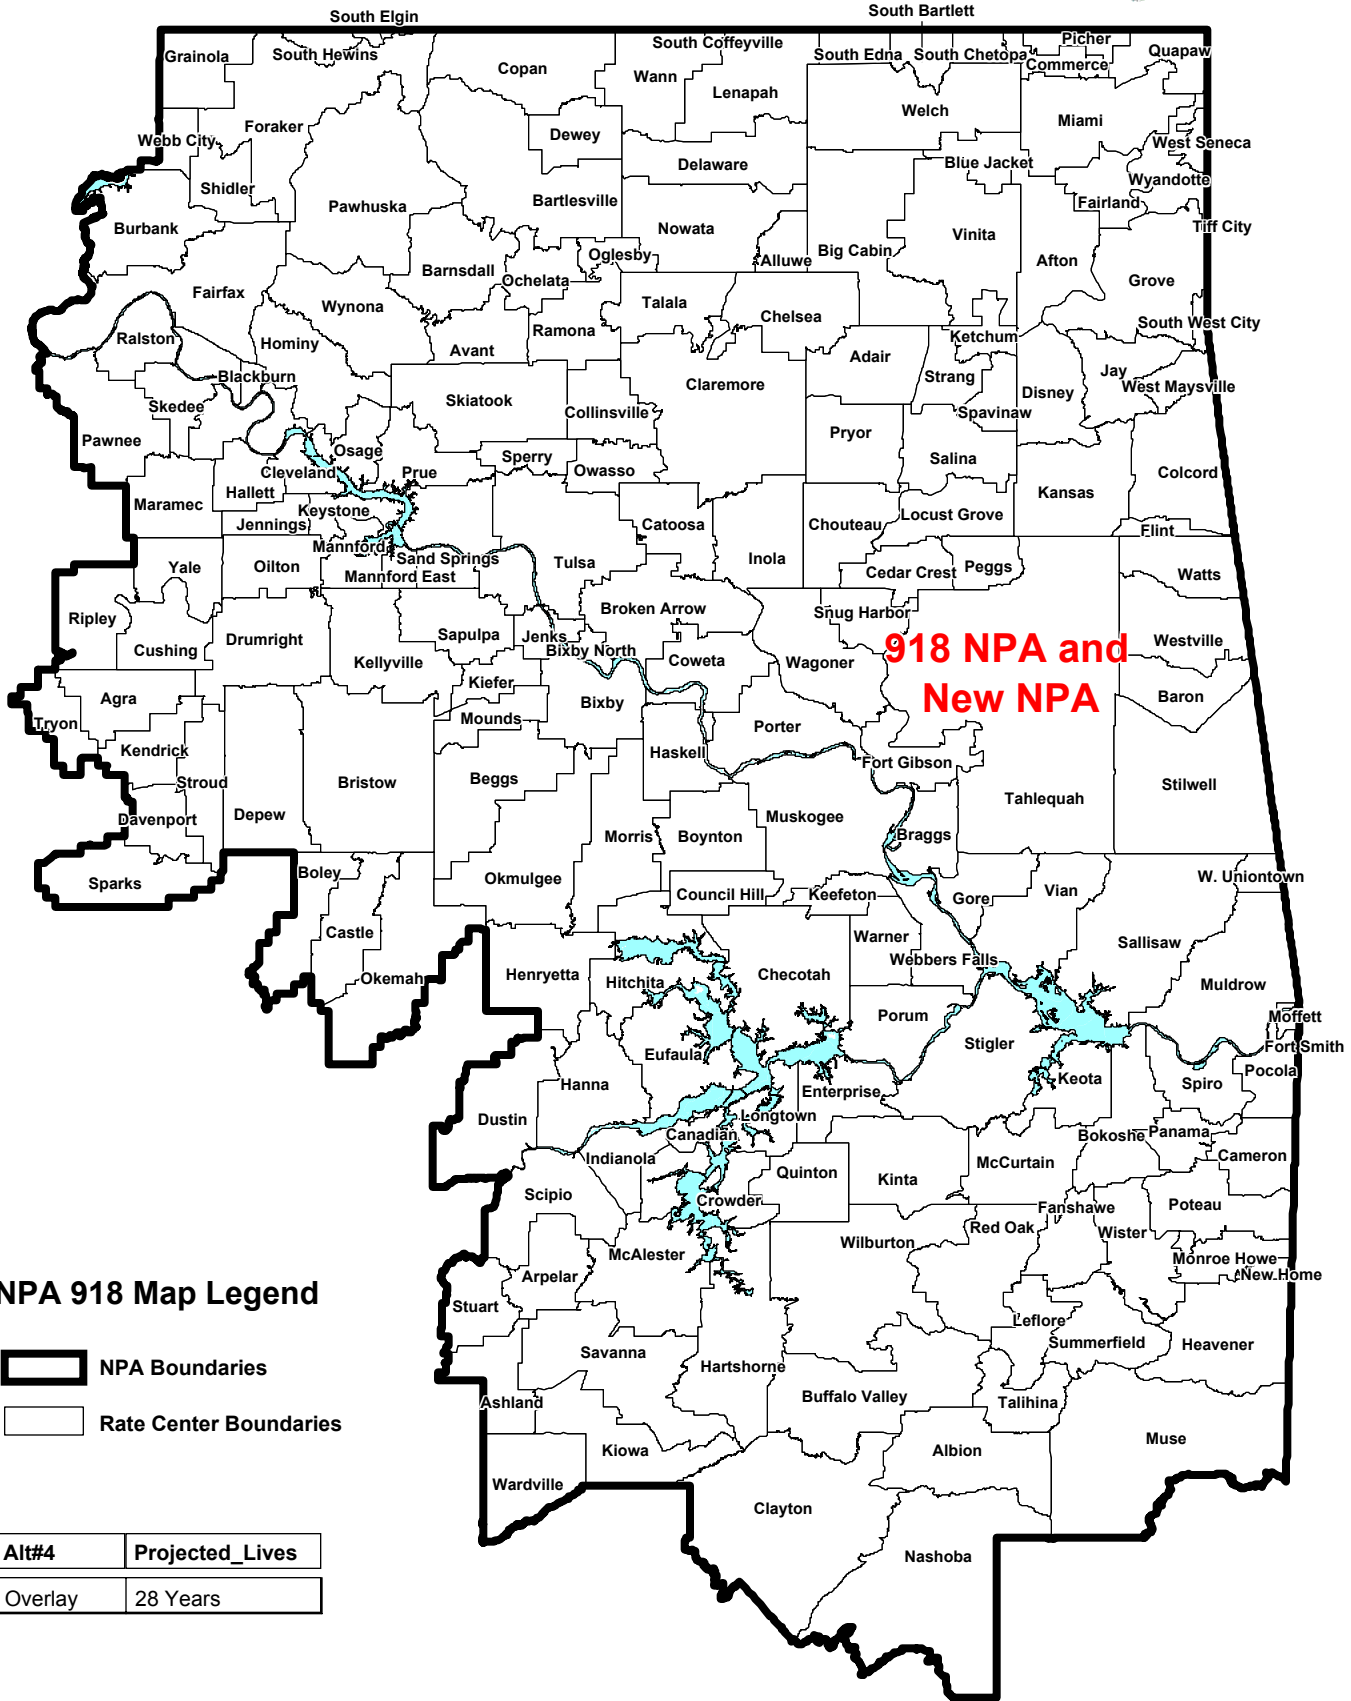 South Elgin
South Bartlett
Grainola
South Hewins
South Coffeyville
South Edna
South Chetopa
Picher
Commerce
Quapaw
Copan
Wann
Lenapah
Welch
Miami
Foraker
Webb City
Dewey
Delaware
Blue Jacket
West Seneca
Wyandotte
Shidler
Pawhuska
Bartlesville
Fairland
Burbank
Nowata
Vinita
Tiff City
Barnsdall
Ochelata
Oglesby
Alluwe
Big Cabin
Afton
Grove
Fairfax
Wynona
Talala
Chelsea
South West City
Ralston
Hominy
Avant
Ramona
Adair
Ketchum
Blackburn
Claremore
Strang
Disney
Jay
West Maysville
Skedee
Skiatook
Collinsville
Spavinaw
Pawnee
Osage
Pryor
Cleveland
Prue
Sperry
Owasso
Salina
Colcord
Maramec
Hallett
Keystone
Kansas
Jennings
Catoosa
Chouteau
Locust Grove
Flint
Mannford
Sand Springs
Tulsa
Inola
Yale
Oilton
Mannford East
Cedar Crest
Peggs
Watts
Ripley
Broken Arrow
Snug Harbor
Cushing
Drumright
Sapulpa
Jenks
Bixby North
Westville
918 NPA and
New NPA
Kellyville
Coweta
Wagoner
Kiefer
Agra
Bixby
Baron
Tryon
Mounds
Porter
Kendrick
Haskell
Fort Gibson
Stroud
Bristow
Beggs
Tahlequah
Stilwell
Davenport
Depew
Morris
Boynton
Muskogee
Braggs
Sparks
Boley
Okmulgee
Council Hill
Keefeton
Gore
Vian
W. Uniontown
Castle
Warner
Sallisaw
Okemah
Henryetta
Hitchita
Checotah
Webbers Falls
Muldrow
Porum
Moffett
Eufaula
Stigler
Fort Smith
Hanna
Enterprise
Keota
Spiro
Pocola
Dustin
Longtown
Canadian
Bokoshe
Panama
Indianola
Quinton
Kinta
McCurtain
Cameron
Scipio
Crowder
Fanshawe
Poteau
Red Oak
Wister
McAlester
Wilburton
Monroe Howe
Arpelar
New Home
NPA 918 Map Legend
Stuart
Leflore
Summerfield
Heavener
Savanna
NPA Boundaries
Hartshorne
Buffalo Valley
Talihina
Ashland
Rate Center Boundaries
Kiowa
Albion
Muse
Wardville
Clayton
Alt#4 Projected_Lives
Nashoba
Overlay 28 Years